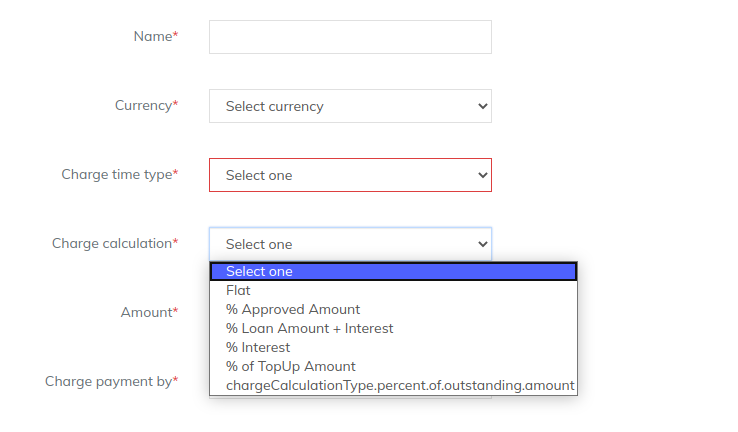 Name*
Currency*
Select currency
Charge time type*
Select one
Charge calculation*
Select one
Select one
Flat
% Approved Amount
Amount*
% Loan Amount + Interest
% Interest
% of TopUp Amount
Charge payment by*
chargeCalculationType.percent.of.outstanding.amount